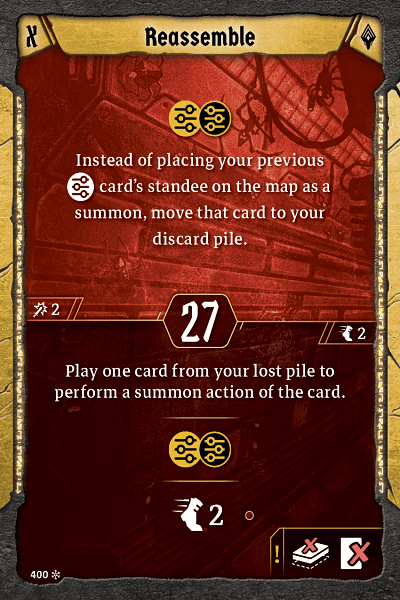 X
Reassemble
Instead of placing your previous
card's standee on the map as a
summon, move that card to your
discard pile.
2
27
2
Play one card from your lost pile to
perform a summon action of the card.
2
!
400